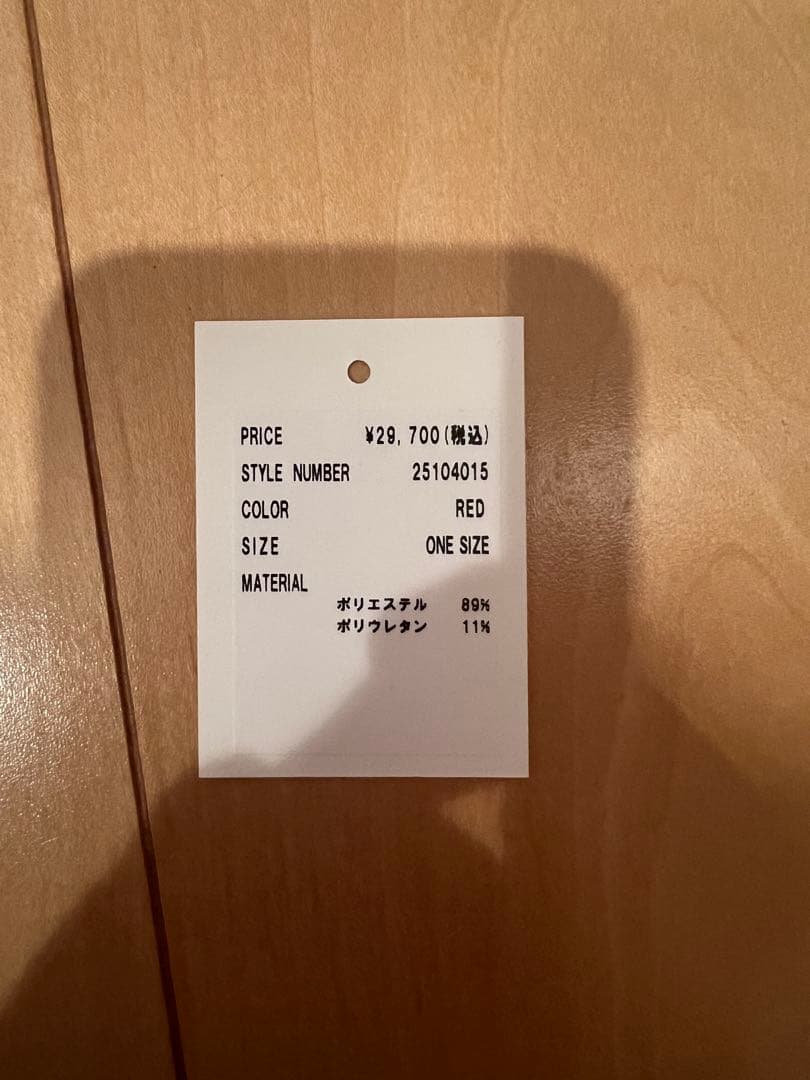 PRICE ¥29,700(税込)
STYLE NUMBER 25104015
COLOR RED
SIZE ONE SIZE
MATERIAL
ポリエステル 89%
ポリウレタン 11%